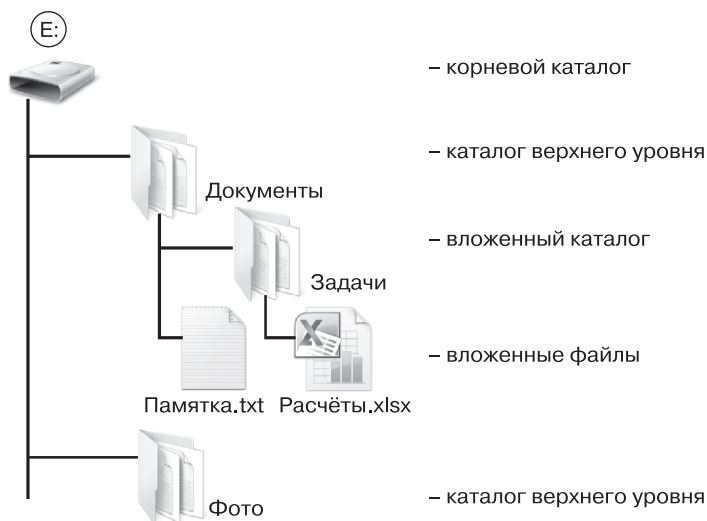 E:
– корневой каталог
– каталог верхнего уровня
Документы
– вложенный каталог
Задачи
– вложенные файлы
Памятка.txt Расчёты.xlsx
Фото
– каталог верхнего уровня